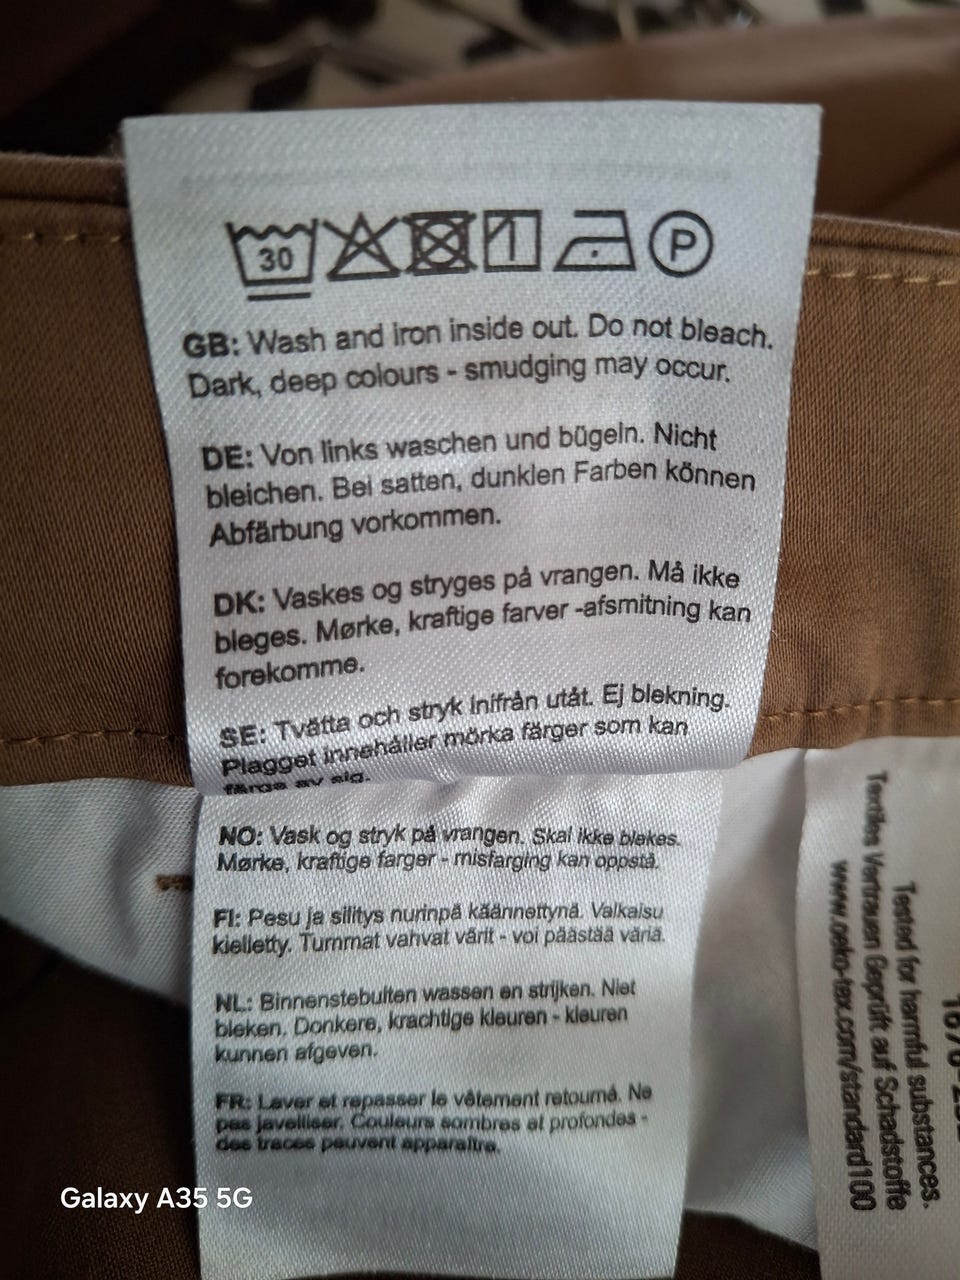 30
P
GB: Wash and iron inside out. Do not bleach.
Dark, deep colours - smudging may occur.
DE: Von links waschen und bügeln. Nicht
bleichen. Bei satten, dunklen Farben können
Abfärbung vorkommen.
DK: Vaskes og stryges på vrangen. Må ikke
bleges. Mørke, kraftige farver -afsmitning kan
forekomme.
SE: Tvätta och stryk inifrån utåt. Ej blekning.
Plagget innehåller mörka färger som kan
färga av sig.
NO: Vask og stryk på vrangen. Skal ikke blekes.
Mørke, kraftige farger - misfarging kan oppstå.
FI: Pesu ja silitys nurinpä käännettynä. Valkaisu
kielletty. Tummat vahvat värit - voi päästää väriä.
NL: Binnenstebuiten wassen en strijken. Niet
bleken. Donkere, krachtige kleuren - kleuren
kunnen afgeven.
FR: Laver et repasser le vêtement retourné. Ne
pas javelliser. Couleurs sombres et profondes -
des traces peuvent apparaître.
Tested for harmful substances.
Textiles Vertrauen Geprüft auf Schadstoffe
www.oeko-tex.com/standard100
Galaxy A35 5G